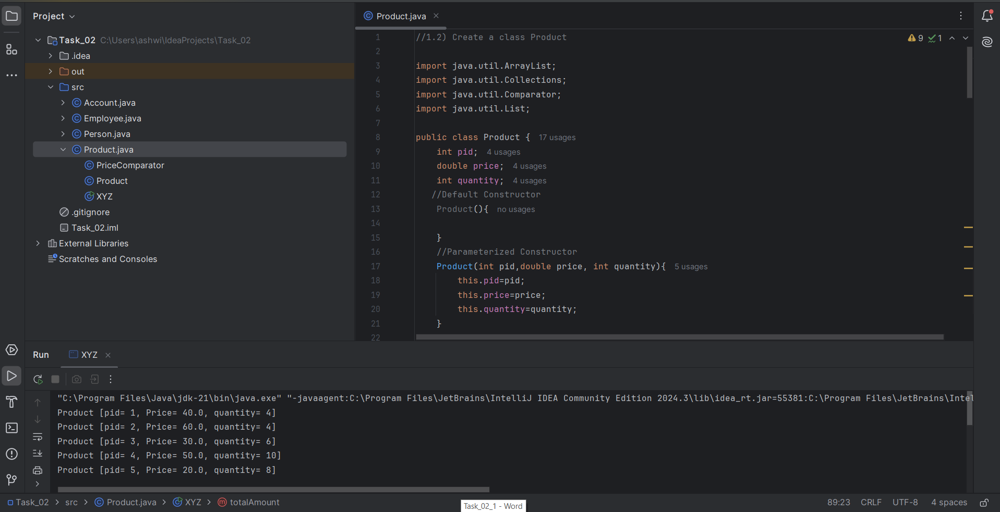 Project
Task_02 C:\Users\ashwi\IdeaProjects\Task_02
.idea
out
src
Account.java
Employee.java
Person.java
Product.java
PriceComparator
Product
XYZ
.gitignore
Task_02.iml
External Libraries
Scratches and Consoles
Product.java
9 1
1 //1.2) Create a class Product
2
3 import java.util.ArrayList;
4 import java.util.Collections;
5 import java.util.Comparator;
6 import java.util.List;
7
8 public class Product { 17 usages
9 int pid; 4 usages
10 double price; 4 usages
11 int quantity; 4 usages
12 //Default Constructor
13 Product(){ no usages
14
15 }
16 //Parameterized Constructor
17 Product(int pid,double price, int quantity){ 5 usages
18 this.pid=pid;
19 this.price=price;
20 this.quantity=quantity;
21 }
22
Run XYZ
"C:\Program Files\Java\jdk-21\bin\java.exe" "-javaagent:C:\Program Files\JetBrains\IntelliJ IDEA Community Edition 2024.3\lib\idea_rt.jar=55381:C:\Program Files\JetBrains\Intel
Product [pid= 1, Price= 40.0, quantity= 4]
Product [pid= 2, Price= 60.0, quantity= 4]
Product [pid= 3, Price= 30.0, quantity= 6]
Product [pid= 4, Price= 50.0, quantity= 10]
Product [pid= 5, Price= 20.0, quantity= 8]
Task_02 > src > Product.java > XYZ > totalAmount
Task_02_1 - Word
89:23 CRLF UTF-8 4 spaces